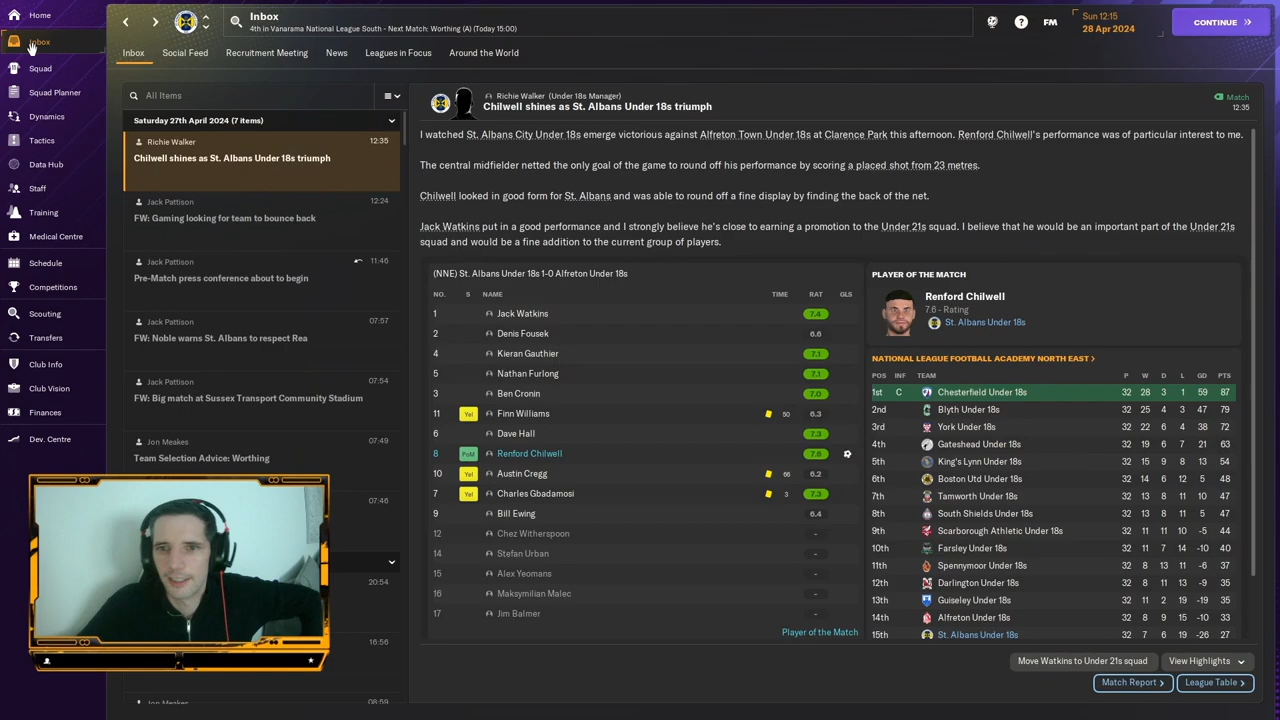 Home
Inbox
Squad
Squad Planner
Dynamics
Tactics
Data Hub
Staff
Training
Medical Centre
Schedule
Competitions
Scouting
Transfers
Club Info
Club Vision
Finances
Dev. Centre
Inbox
4th in Vanarama National League South - Next Match: Worthing (A) (Today 15:00)
FM
Sun 12:15
28 Apr 2024
CONTINUE
Inbox Social Feed Recruitment Meeting News Leagues in Focus Around the World
All Items
Saturday 27th April 2024 (7 items)
Richie Walker 12:35
Chilwell shines as St. Albans Under 18s triumph
Jack Pattison 12:24
FW: Gaming looking for team to bounce back
Jack Pattison 11:46
Pre-Match press conference about to begin
Jack Pattison 07:57
FW: Noble warns St. Albans to respect Rea
Jack Pattison 07:54
FW: Big match at Sussex Transport Community Stadium
Jon Meakes 07:49
Team Selection Advice: Worthing
07:46
20:54
16:56
Richie Walker (Under 18s Manager)
Chilwell shines as St. Albans Under 18s triumph
Match
12:35
I watched St. Albans City Under 18s emerge victorious against Alfreton Town Under 18s at Clarence Park this afternoon. Renford Chilwell's performance was of particular interest to me.
The central midfielder netted the only goal of the game to round off his performance by scoring a placed shot from 23 metres.
Chilwell looked in good form for St. Albans and was able to round off a fine display by finding the back of the net.
Jack Watkins put in a good performance and I strongly believe he's close to earning a promotion to the Under 21s squad. I believe that he would be an important part of the Under 21s
squad and would be a fine addition to the current group of players.
(NNE) St. Albans Under 18s 1-0 Alfreton Under 18s
NO. S NAME TIME RAT GLS
1 Jack Watkins 7.4
2 Denis Fousek 6.6
4 Kieran Gauthier 7.1
5 Nathan Furlong 7.1
3 Ben Cronin 7.0
11 Yel Finn Williams 50 6.3
6 Dave Hall 7.3
8 PoM Renford Chilwell 7.6
10 Yel Austin Cregg 66 6.2
7 Yel Charles Gbadamosi 3 7.3
9 Bill Ewing 6.4
12 Chez Witherspoon -
14 Stefan Urban -
15 Alex Yeomans -
16 Maksymilian Malec -
17 Jim Balmer -
Player of the Match
PLAYER OF THE MATCH
Renford Chilwell
7.6 - Rating
St. Albans Under 18s
NATIONAL LEAGUE FOOTBALL ACADEMY NORTH EAST >
POS INF TEAM P W D L GD PTS
1st C Chesterfield Under 18s 32 28 3 1 59 87
2nd Blyth Under 18s 32 25 4 3 47 79
3rd York Under 18s 32 22 6 4 38 72
4th Gateshead Under 18s 32 19 6 7 21 63
5th King's Lynn Under 18s 32 15 9 8 13 54
6th Boston Utd Under 18s 32 14 6 12 5 48
7th Tamworth Under 18s 32 13 8 11 10 47
8th South Shields Under 18s 32 13 8 11 5 47
9th Scarborough Athletic Under 18s 32 11 11 10 -5 44
10th Farsley Under 18s 32 11 7 14 -10 40
11th Spennymoor Under 18s 32 8 13 11 -6 37
12th Darlington Under 18s 32 8 11 13 -9 35
13th Guiseley Under 18s 32 8 11 13 -19 35
14th Alfreton Under 18s 32 9 6 15 -10 33
15th St. Albans Under 18s 32 7 6 19 -26 27
Move Watkins to Under 21s squad View Highlights
Match Report > League Table >